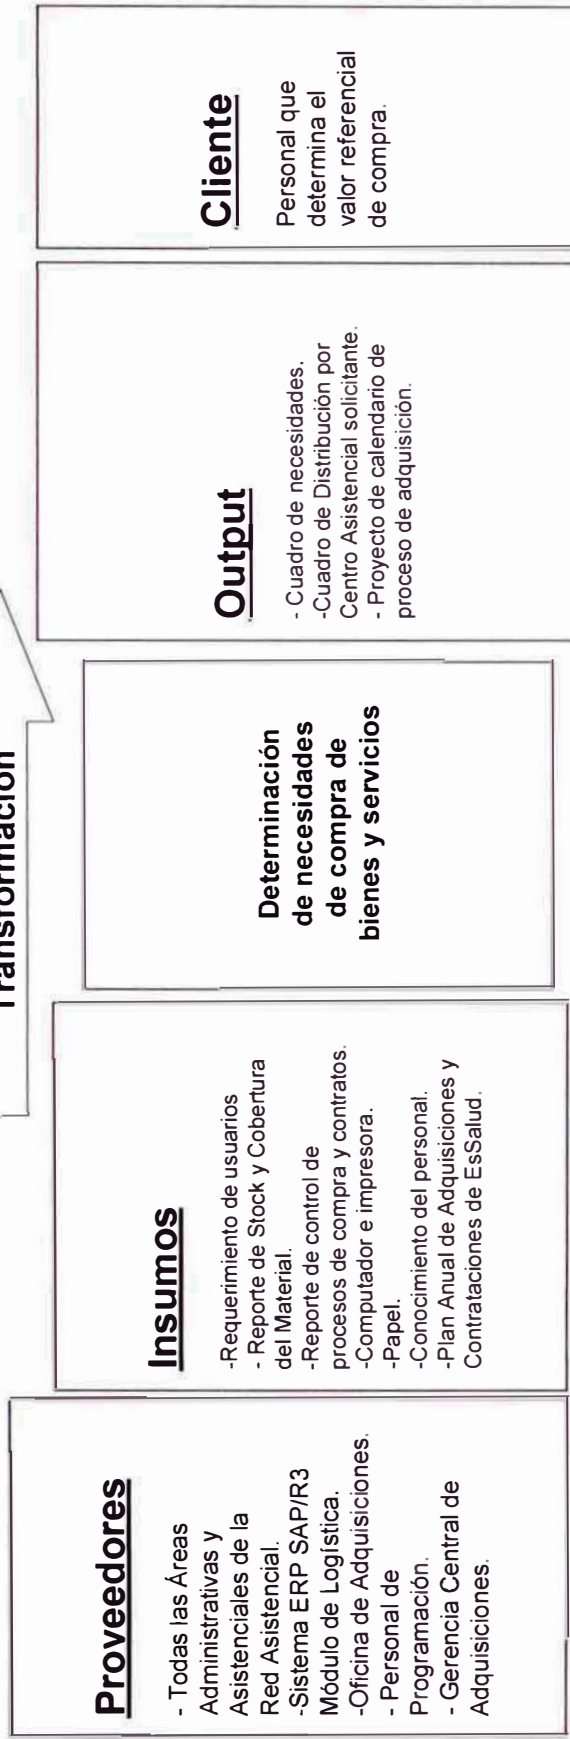 Transformación
Proveedores
- Todas las Áreas
Administrativas y
Asistenciales de la
Red Asistencial.
-Sistema ERP SAP/R3
Módulo de Logística.
-Oficina de Adquisiciones.
- Personal de
Programación.
- Gerencia Central de
Adquisiciones.
Insumos
-Requerimiento de usuarios
- Reporte de Stock y Cobertura
del Material.
-Reporte de control de
procesos de compra y contratos.
-Computador e impresora.
-Papel.
-Conocimiento del personal.
-Plan Anual de Adquisiciones y
Contrataciones de EsSalud.
Determinación
de necesidades
de compra de
bienes y servicios
Output
- Cuadro de necesidades.
-Cuadro de Distribución por
Centro Asistencial solicitante.
- Proyecto de calendario de
proceso de adquisición.
Cliente
Personal que
determina el
valor referencial
de compra.